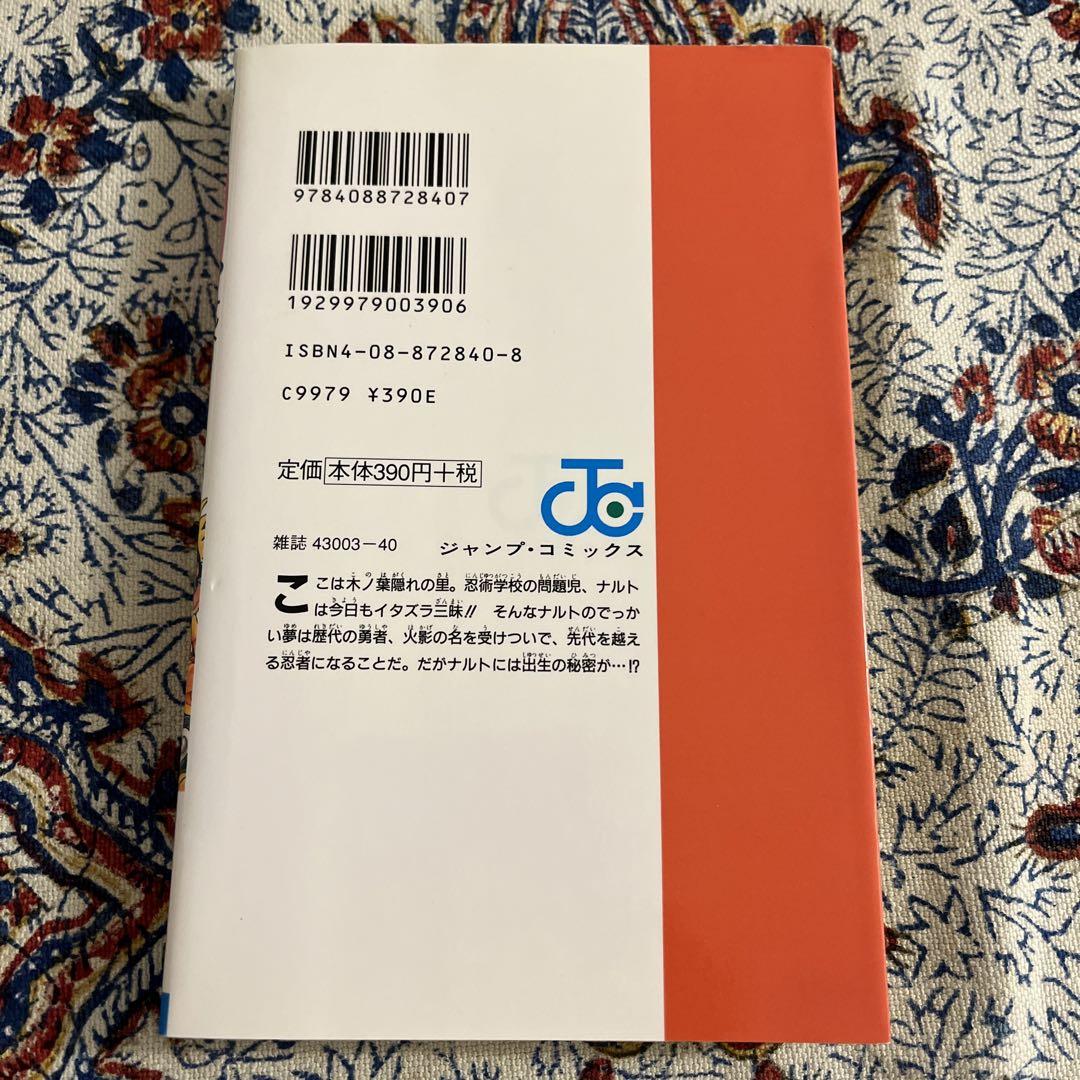 9784088728407
1929979003906
ISBN4-08-872840-8
C9979 ¥390E
定価 本体390円+税
雑誌 43003-40
ジャンプ・コミックス
ここは木ノ葉隠れの里。忍術学校の問題児、ナルト
は今日もイタズラ三昧!! そんなナルトのでっか
い夢は歴代の勇者、火影の名を受けついで、先代を越え
る忍者になることだ。だがナルトには出生の秘密が…!?